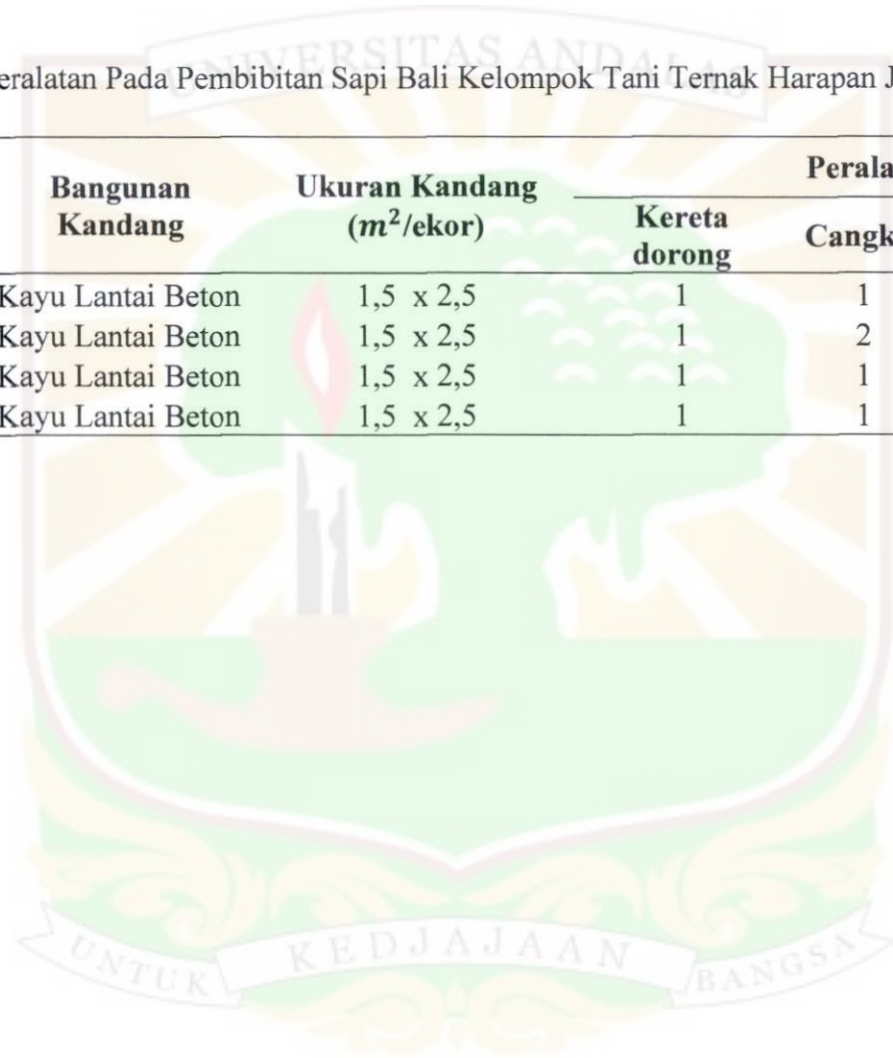 UNIVERSITAS ANDALAS
eralatan Pada Pembibitan Sapi Bali Kelompok Tani Ternak Harapan J
Bangunan Kandang Ukuran Kandang (m²/ekor) Perala
Kereta dorong Cangk
Kayu Lantai Beton 1,5 x 2,5 1 1
Kayu Lantai Beton 1,5 x 2,5 1 2
Kayu Lantai Beton 1,5 x 2,5 1 1
Kayu Lantai Beton 1,5 x 2,5 1 1
UNTUK KEDJAJAAN BANGSA